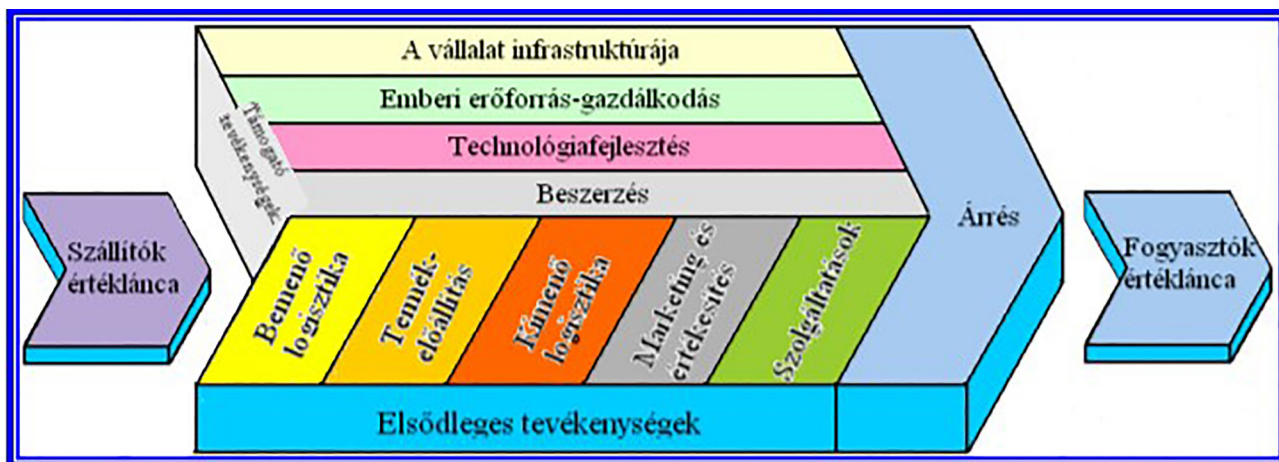 A vállalat infrastruktúrája
Emberi erőforrás-gazdálkodás
Technológiafejlesztés
Beszerzés
Támogató
tevékenységek
Szállítók
értéklánca
Bemenő
logisztika
Termék-
előállítás
Kimenő
logisztika
Marketing és
értékesítés
Szolgáltatások
Árrés
Fogyasztók
értéklánca
Elsődleges tevékenységek